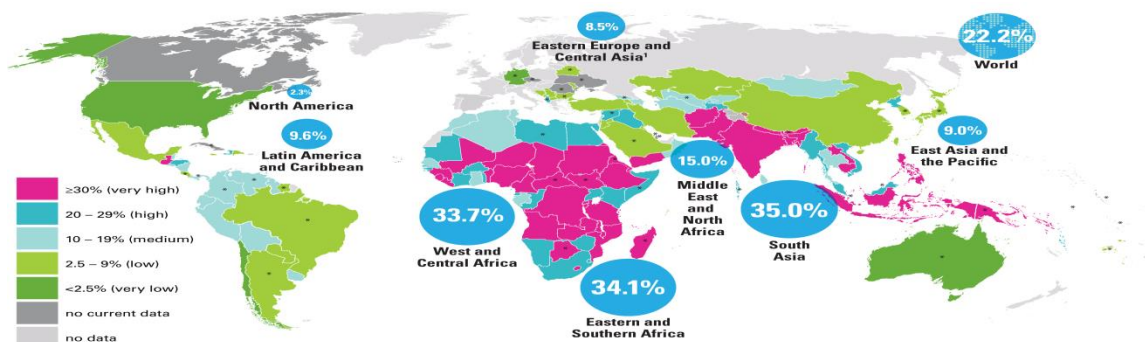 8.5%
Eastern Europe and
Central Asia¹
22.2%
World
2.3%
North America
9.6%
Latin America
and Caribbean
9.0%
East Asia and
the Pacific
15.0%
Middle
East
and
North
Africa
33.7%
West and
Central Africa
35.0%
South
Asia
34.1%
Eastern and
Southern Africa
≥30% (very high)
20 – 29% (high)
10 – 19% (medium)
2.5 – 9% (low)
<2.5% (very low)
no current data
no data